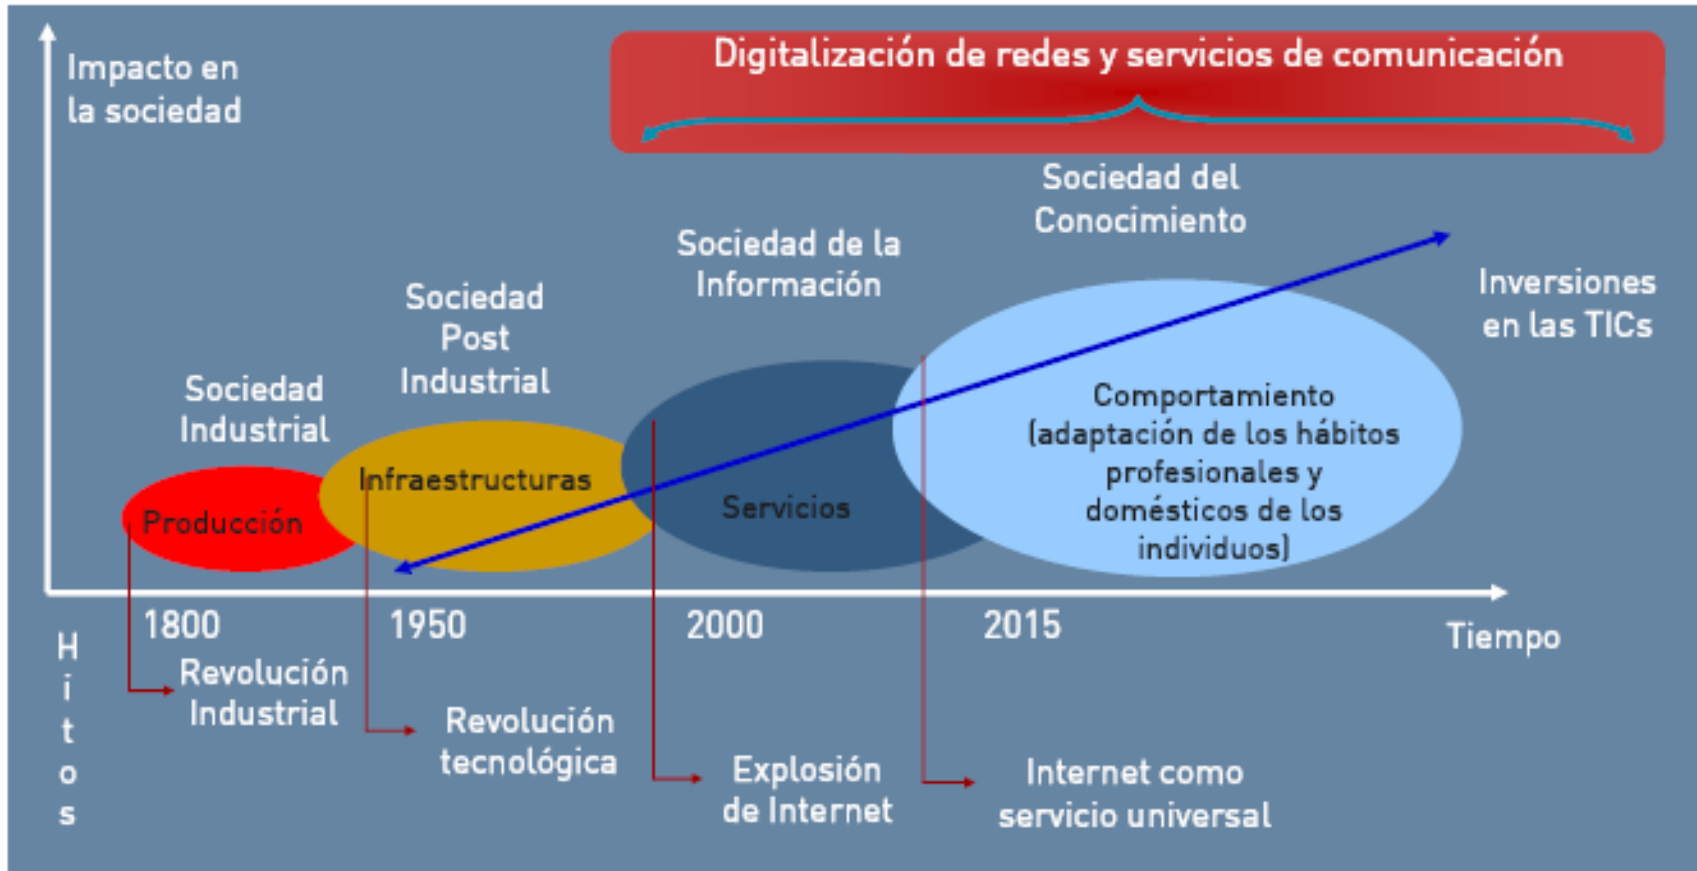 Digitalización de redes y servicios de comunicación
Impacto en
la sociedad
Sociedad del
Conocimiento
Sociedad de la
Información
Sociedad
Post
Industrial
Sociedad
Industrial
Inversiones
en las TICs
Producción
Infraestructuras
Servicios
Comportamiento
(adaptación de los hábitos
profesionales y
domésticos de los
individuos)
1800
1950
2000
2015
Tiempo
H
i
t
o
s
Revolución
Industrial
Revolución
tecnológica
Explosión
de Internet
Internet como
servicio universal